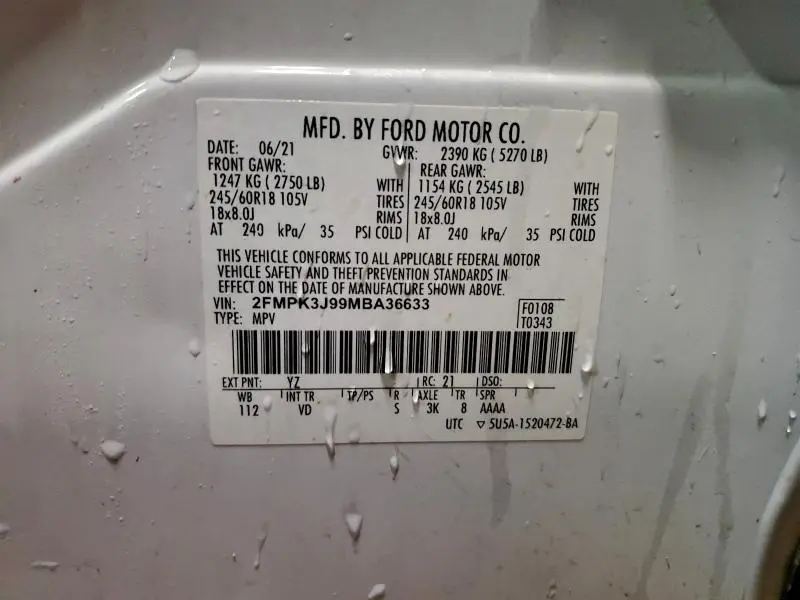 MFD. BY FORD MOTOR CO.
DATE: 06/21 GVWR: 2390 KG ( 5270 LB)
FRONT GAWR: REAR GAWR:
1247 KG ( 2750 LB) WITH 1154 KG ( 2545 LB) WITH
245/60R18 105V TIRES 245/60R18 105V TIRES
18x8.0J RIMS 18x8.0J RIMS
AT 240 kPa/ 35 PSI COLD AT 240 kPa/ 35 PSI COLD
THIS VEHICLE CONFORMS TO ALL APPLICABLE FEDERAL MOTOR
VEHICLE SAFETY AND THEFT PREVENTION STANDARDS IN
EFFECT ON THE DATE OF MANUFACTURE SHOWN ABOVE.
VIN: 2FMPK3J99MBA36633 F0108
TYPE: MPV T0343
EXT PNT: YZ RC: 21 DSO:
WB INT TR TP/PS R AXLE TR SPR
112 VD S 3K 8 AAAA
UTC ▽ 5U5A-1520472-BA